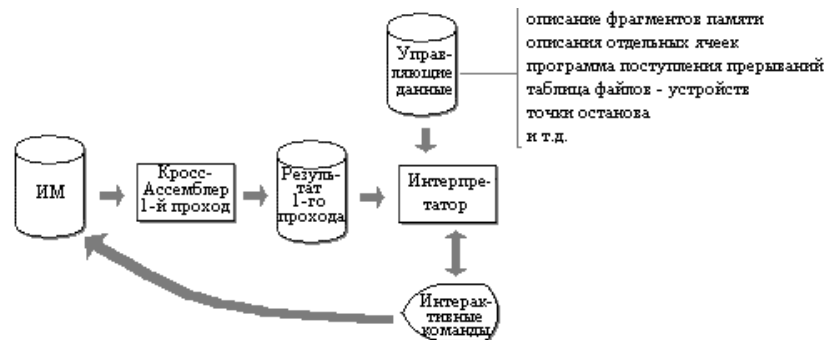 Управ-
ляющие
данные
описание фрагментов памяти
описания отдельных ячеек
программа поступления прерываний
таблица файлов - устройств
точки останова
и т.д.
ИМ
Кросс-
Ассемблер
1-й проход
Резуль-
тат
1-го
прохода
Интерпре-
татор
Интерак-
тивные
команды